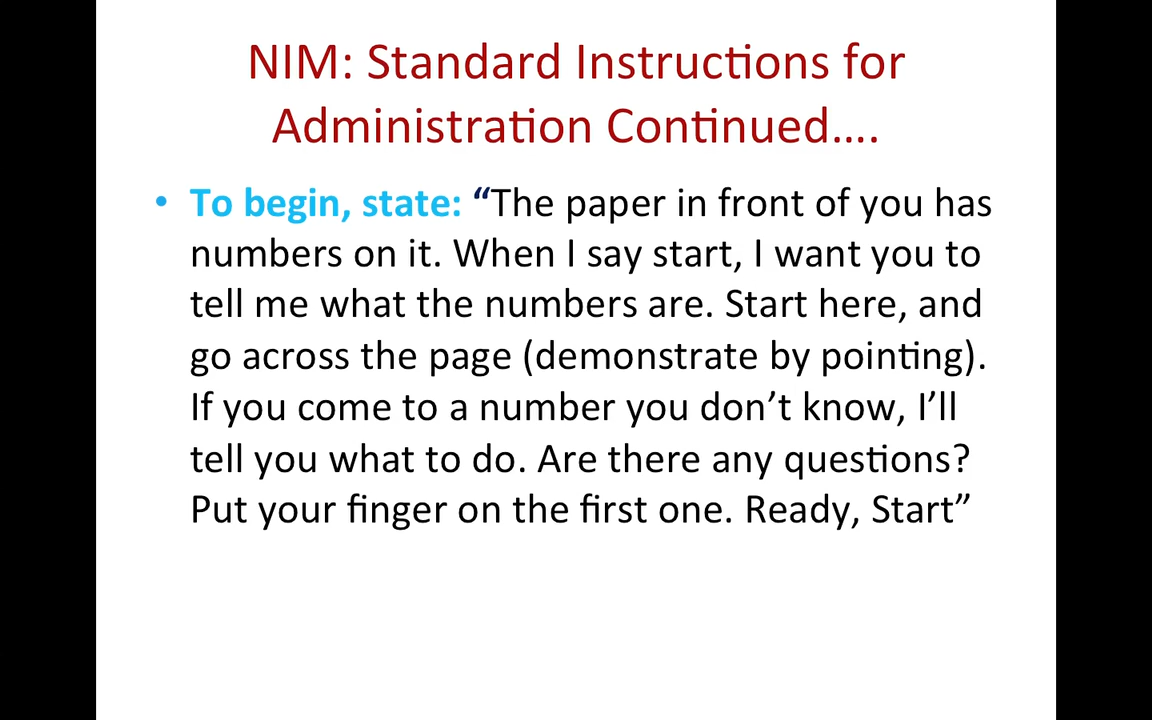 NIM: Standard Instructions for
Administration Continued….
• To begin, state: “The paper in front of you has
numbers on it. When I say start, I want you to
tell me what the numbers are. Start here, and
go across the page (demonstrate by pointing).
If you come to a number you don’t know, I’ll
tell you what to do. Are there any questions?
Put your finger on the first one. Ready, Start”